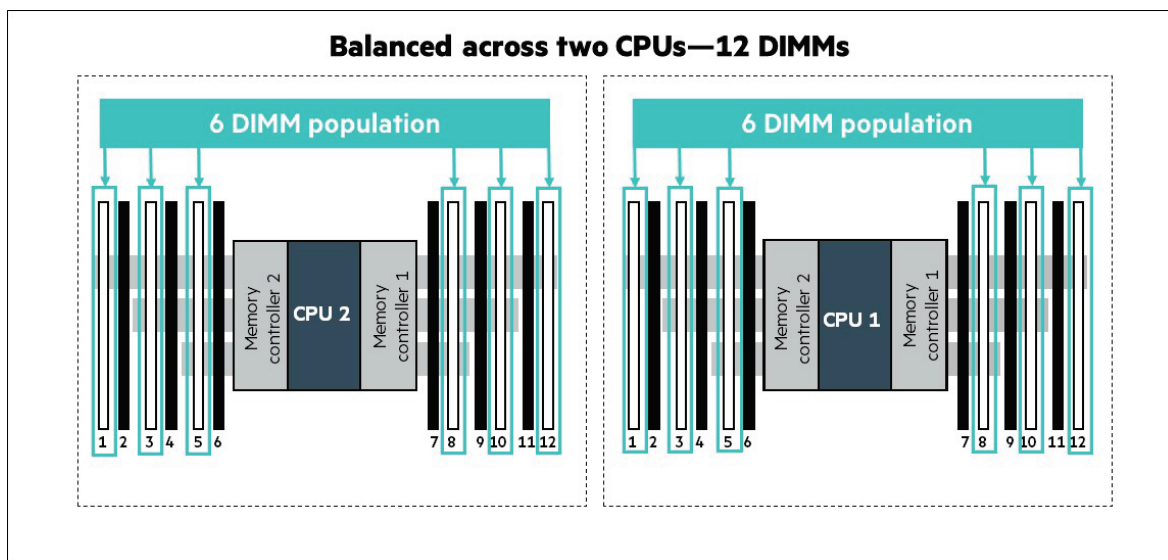 Balanced across two CPUs—12 DIMMs
6 DIMM population
Memory
controller 2
CPU 2
Memory
controller 1
1 2 3 4 5 6 7 8 9 10 11 12
6 DIMM population
Memory
controller 2
CPU 1
Memory
controller 1
1 2 3 4 5 6 7 8 9 10 11 12